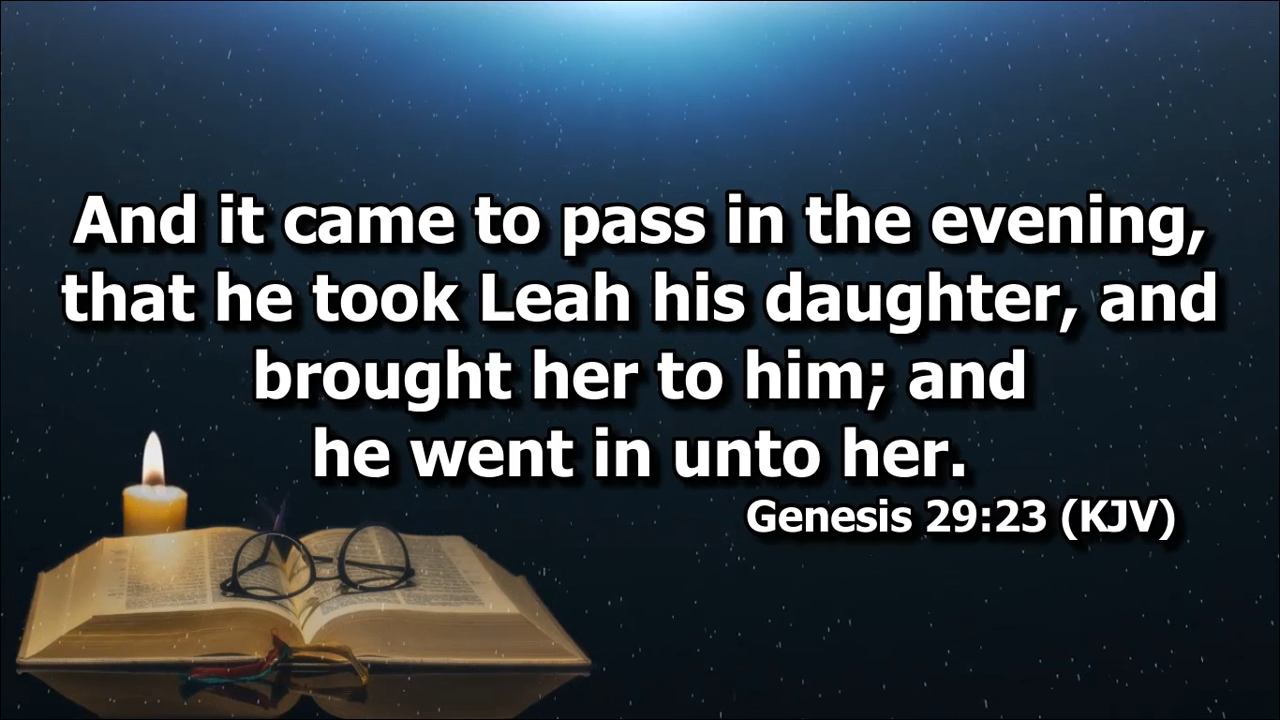 And it came to pass in the evening,
that he took Leah his daughter, and
brought her to him; and
he went in unto her.
Genesis 29:23 (KJV)